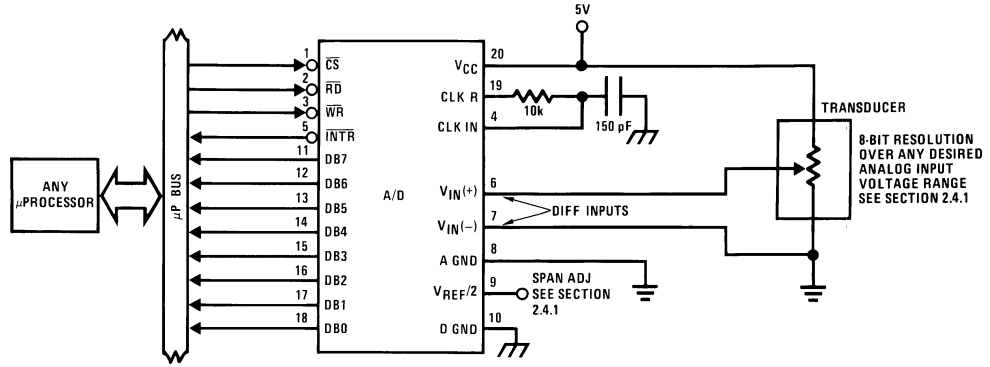 5V
1 CS
2 RD
3 WR
5 INTR
11 DB7
12 DB6
13 DB5
14 DB4
15 DB3
16 DB2
17 DB1
18 DB0
ANY
μPROCESSOR
μP BUS
A/D
VCC 20
CLK R 19
10k
150 pF
CLK IN 4
VIN(+) 6
DIFF INPUTS
VIN(−) 7
A GND 8
VREF/2 9
SPAN ADJ
SEE SECTION
2.4.1
D GND 10
TRANSDUCER
8-BIT RESOLUTION
OVER ANY DESIRED
ANALOG INPUT
VOLTAGE RANGE
SEE SECTION 2.4.1